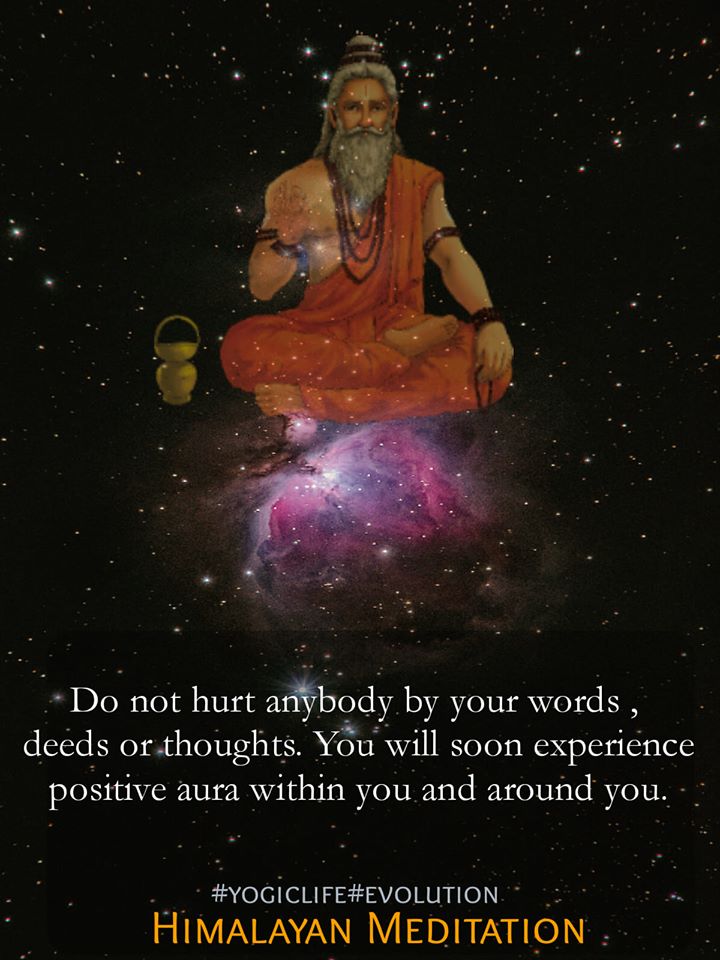 Do not hurt anybody by your words ,
deeds or thoughts. You will soon experience
positive aura within you and around you.
#YOGICLIFE#EVOLUTION
HIMALAYAN MEDITATION